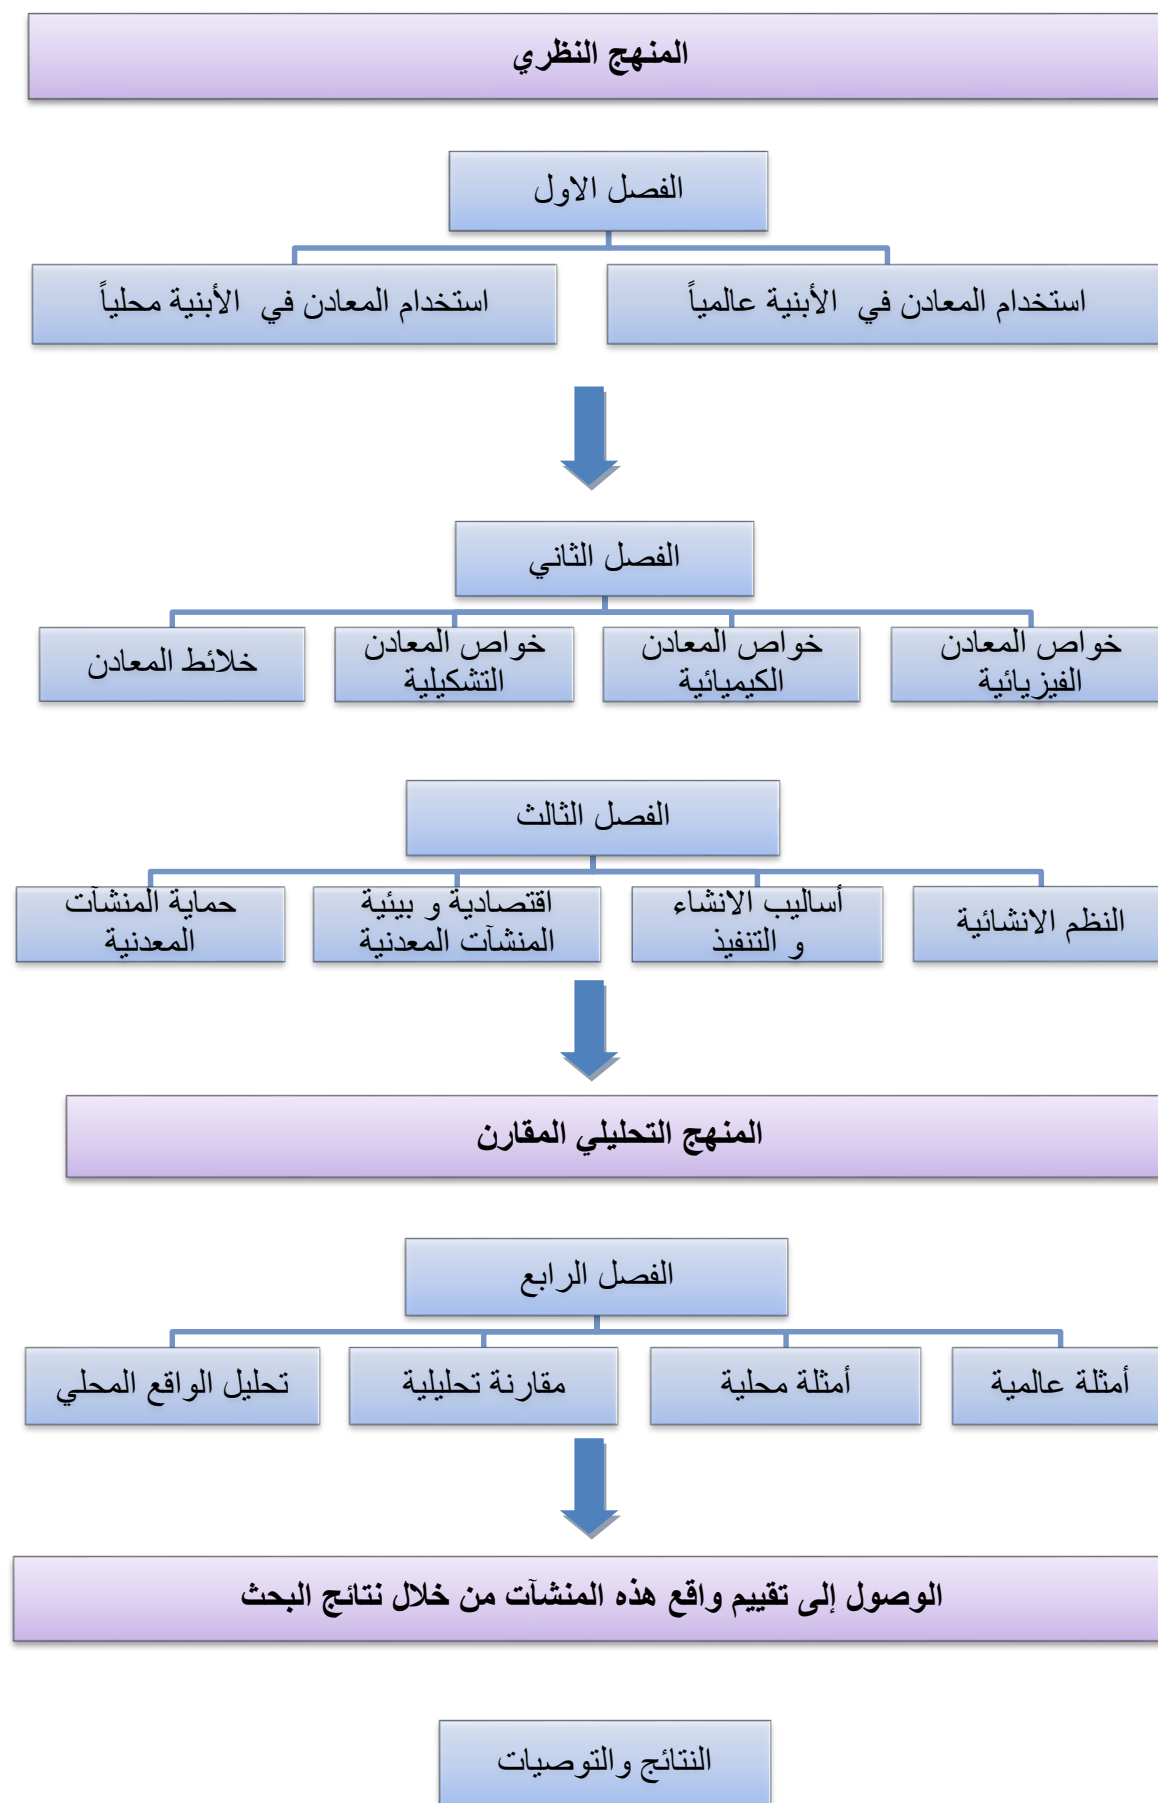 المنهج النظري
الفصل الاول
استخدام المعادن في الأبنية عالمياً
استخدام المعادن في الأبنية محلياً
الفصل الثاني
خواص المعادن
الفيزيائية
خواص المعادن
الكيميائية
خواص المعادن
التشكيلية
خلائط المعادن
الفصل الثالث
النظم الانشائية
أساليب الانشاء
و التنفيذ
اقتصادية و بيئية
المنشآت المعدنية
حماية المنشآت
المعدنية
المنهج التحليلي المقارن
الفصل الرابع
أمثلة عالمية
أمثلة محلية
مقارنة تحليلية
تحليل الواقع المحلي
الوصول إلى تقييم واقع هذه المنشآت من خلال نتائج البحث
النتائج والتوصيات